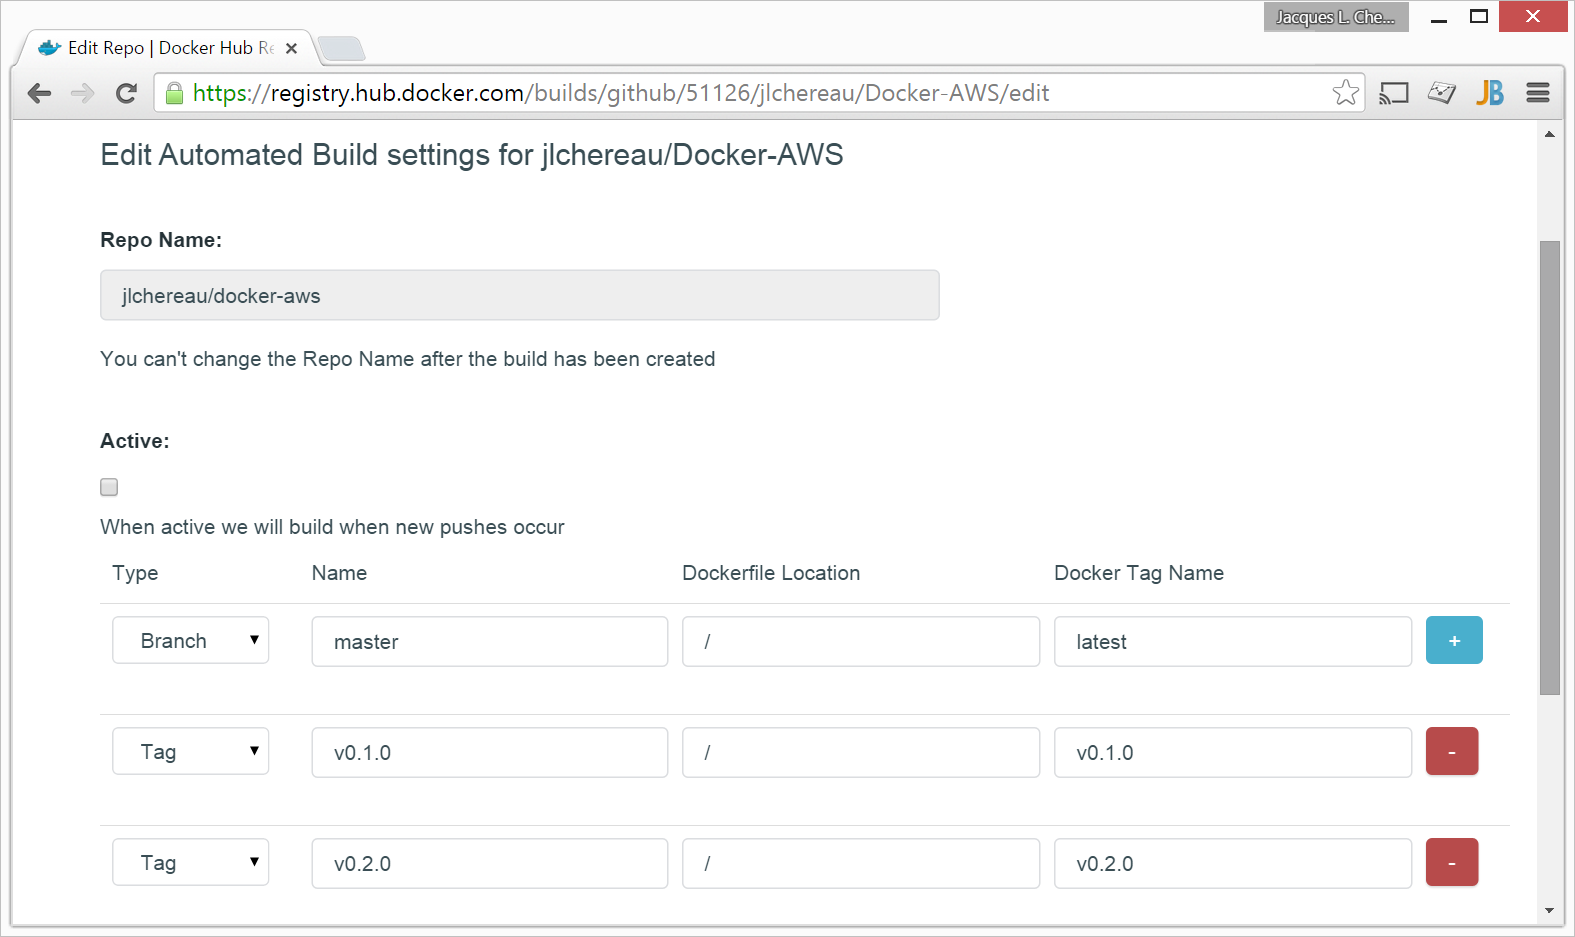 Jacques L. Che...
Edit Repo | Docker Hub Re
https://registry.hub.docker.com/builds/github/51126/jlchereau/Docker-AWS/edit
JB
Edit Automated Build settings for jlchereau/Docker-AWS
Repo Name:
jlchereau/docker-aws
You can't change the Repo Name after the build has been created
Active:
When active we will build when new pushes occur
Type Name Dockerfile Location Docker Tag Name
Branch master / latest +
Tag v0.1.0 / v0.1.0 -
Tag v0.2.0 / v0.2.0 -